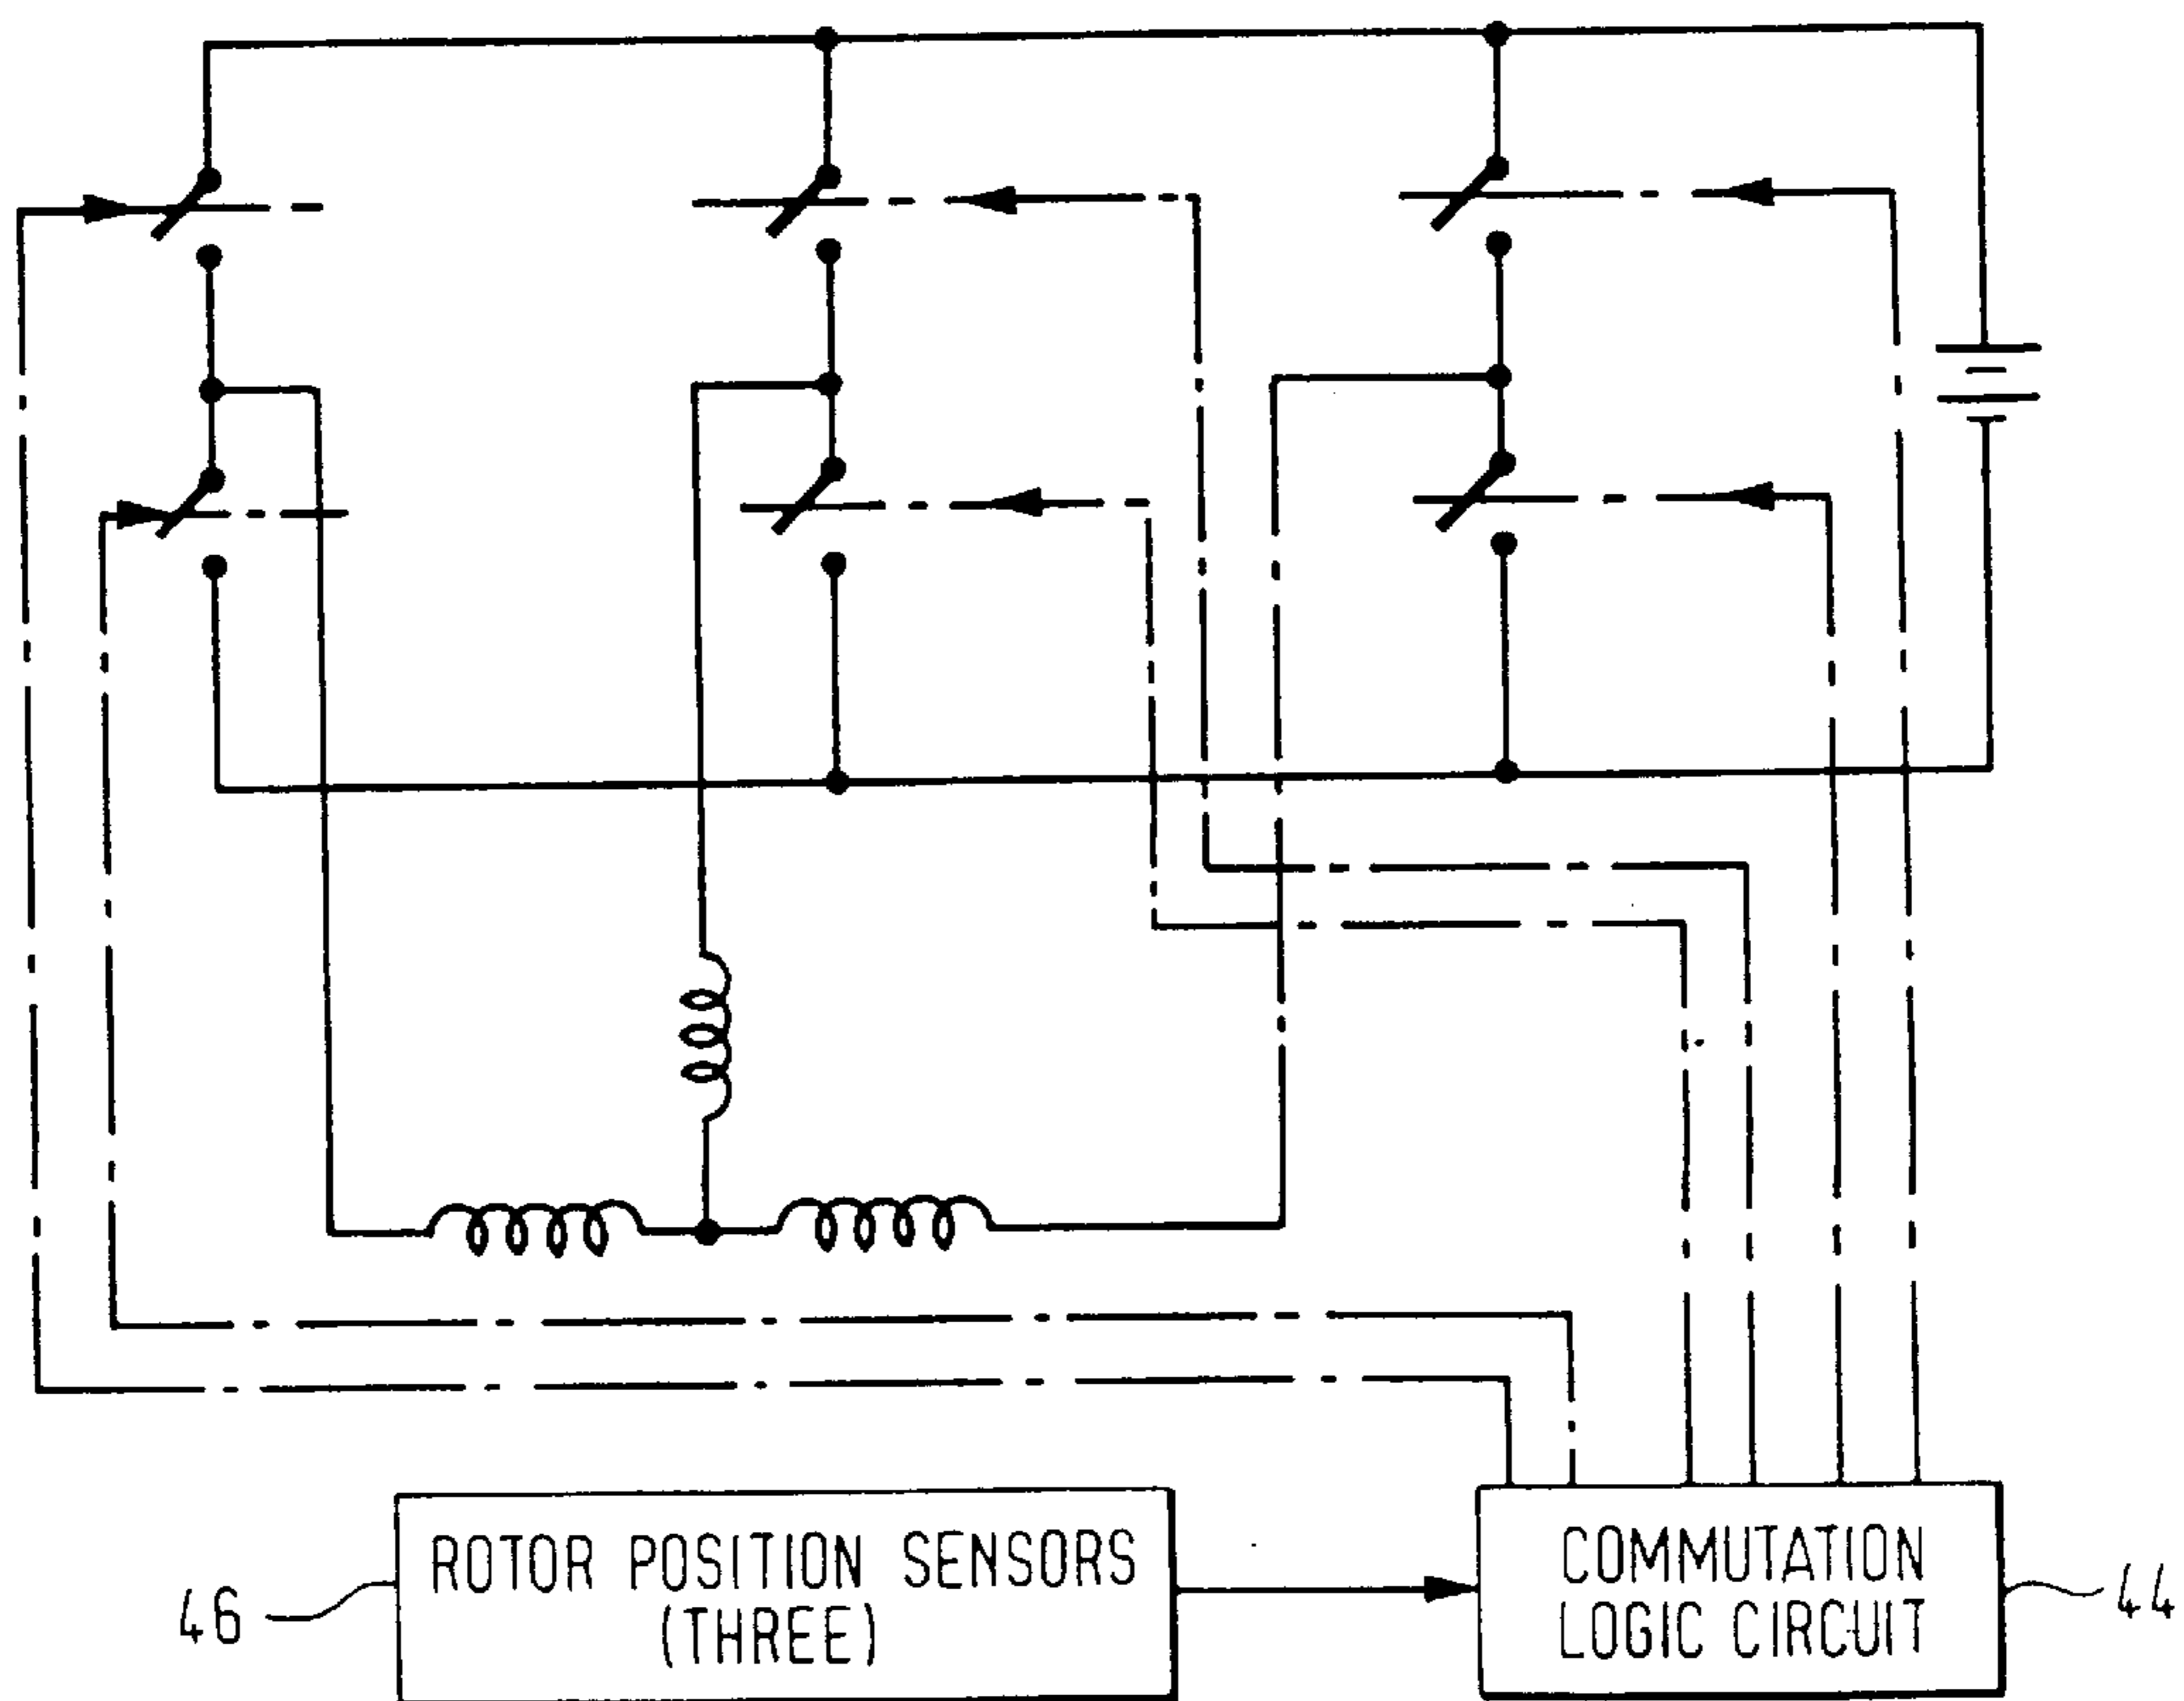 ROTOR POSITION SENSORS
(THREE)
COMMUTATION
LOGIC CIRCUIT
46
44